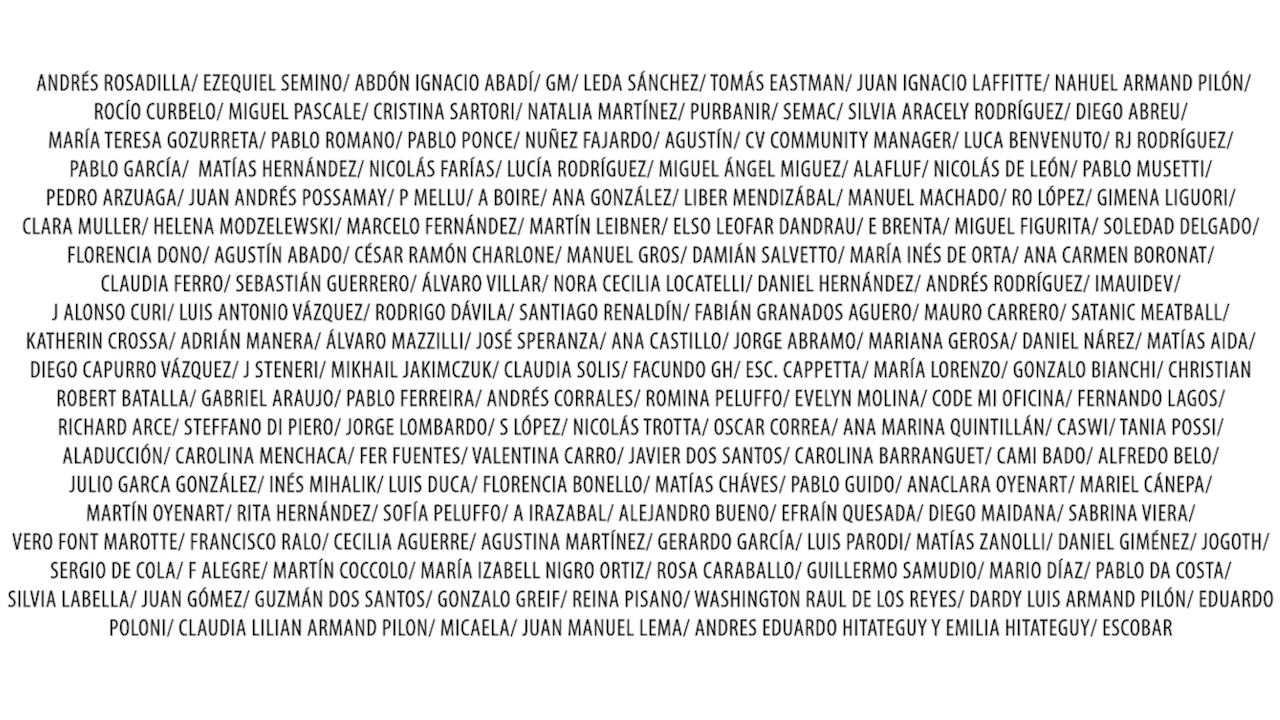 ANDRÉS ROSADILLA/ EZEQUIEL SEMINO/ ABDÓN IGNACIO ABADÍ/ GM/ LEDA SÁNCHEZ/ TOMÁS EASTMAN/ JUAN IGNACIO LAFFITTE/ NAHUEL ARMAND PILÓN/
ROCÍO CURBELO/ MIGUEL PASCALE/ CRISTINA SARTORI/ NATALIA MARTÍNEZ/ PURBANIR/ SEMAC/ SILVIA ARACELY RODRÍGUEZ/ DIEGO ABREU/
MARÍA TERESA GOZURRETA/ PABLO ROMANO/ PABLO PONCE/ NUÑEZ FAJARDO/ AGUSTÍN/ CV COMMUNITY MANAGER/ LUCA BENVENUTO/ RJ RODRÍGUEZ/
PABLO GARCÍA/ MATÍAS HERNÁNDEZ/ NICOLÁS FARÍAS/ LUCÍA RODRÍGUEZ/ MIGUEL ÁNGEL MIGUEZ/ ALAFLUF/ NICOLÁS DE LEÓN/ PABLO MUSETTI/
PEDRO ARZUAGA/ JUAN ANDRÉS POSSAMAY/ P MELLU/ A BOIRE/ ANA GONZÁLEZ/ LIBER MENDIZÁBAL/ MANUEL MACHADO/ RO LÓPEZ/ GIMENA LIGUORI/
CLARA MULLER/ HELENA MODZELEWSKI/ MARCELO FERNÁNDEZ/ MARTÍN LEIBNER/ ELSO LEOFAR DANDRAU/ E BRENTA/ MIGUEL FIGURITA/ SOLEDAD DELGADO/
FLORENCIA DONO/ AGUSTÍN ABADO/ CÉSAR RAMÓN CHARLONE/ MANUEL GROS/ DAMIÁN SALVETTO/ MARÍA INÉS DE ORTA/ ANA CARMEN BORONAT/
CLAUDIA FERRO/ SEBASTIÁN GUERRERO/ ÁLVARO VILLAR/ NORA CECILIA LOCATELLI/ DANIEL HERNÁNDEZ/ ANDRÉS RODRÍGUEZ/ IMAUIDEV/
J ALONSO CURI/ LUIS ANTONIO VÁZQUEZ/ RODRIGO DÁVILA/ SANTIAGO RENALDÍN/ FABIÁN GRANADOS AGUERO/ MAURO CARRERO/ SATANIC MEATBALL/
KATHERIN CROSSA/ ADRIÁN MANERA/ ÁLVARO MAZZILLI/ JOSÉ SPERANZA/ ANA CASTILLO/ JORGE ABRAMO/ MARIANA GEROSA/ DANIEL NÁREZ/ MATÍAS AIDA/
DIEGO CAPURRO VÁZQUEZ/ J STENERI/ MIKHAIL JAKIMCZUK/ CLAUDIA SOLIS/ FACUNDO GH/ ESC. CAPPETTA/ MARÍA LORENZO/ GONZALO BIANCHI/ CHRISTIAN
ROBERT BATALLA/ GABRIEL ARAUJO/ PABLO FERREIRA/ ANDRÉS CORRALES/ ROMINA PELUFFO/ EVELYN MOLINA/ CODE MI OFICINA/ FERNANDO LAGOS/
RICHARD ARCE/ STEFFANO DI PIERO/ JORGE LOMBARDO/ S LÓPEZ/ NICOLÁS TROTTA/ OSCAR CORREA/ ANA MARINA QUINTILLÁN/ CASWI/ TANIA POSSI/
ALADUCCIÓN/ CAROLINA MENCHACA/ FER FUENTES/ VALENTINA CARRO/ JAVIER DOS SANTOS/ CAROLINA BARRANGUET/ CAMI BADO/ ALFREDO BELO/
JULIO GARCA GONZÁLEZ/ INÉS MIHALIK/ LUIS DUCA/ FLORENCIA BONELLO/ MATÍAS CHÁVES/ PABLO GUIDO/ ANACLARA OYENART/ MARIEL CÁNEPA/
MARTÍN OYENART/ RITA HERNÁNDEZ/ SOFÍA PELUFFO/ A IRAZABAL/ ALEJANDRO BUENO/ EFRAÍN QUESADA/ DIEGO MAIDANA/ SABRINA VIERA/
VERO FONT MAROTTE/ FRANCISCO RALO/ CECILIA AGUERRE/ AGUSTINA MARTÍNEZ/ GERARDO GARCÍA/ LUIS PARODI/ MATÍAS ZANOLLI/ DANIEL GIMÉNEZ/ JOGOTH/
SERGIO DE COLA/ F ALEGRE/ MARTÍN COCCOLO/ MARÍA IZABELL NIGRO ORTIZ/ ROSA CARABALLO/ GUILLERMO SAMUDIO/ MARIO DÍAZ/ PABLO DA COSTA/
SILVIA LABELLA/ JUAN GÓMEZ/ GUZMÁN DOS SANTOS/ GONZALO GREIF/ REINA PISANO/ WASHINGTON RAUL DE LOS REYES/ DARDY LUIS ARMAND PILÓN/ EDUARDO
POLONI/ CLAUDIA LILIAN ARMAND PILON/ MICAELA/ JUAN MANUEL LEMA/ ANDRES EDUARDO HITATEGUY Y EMILIA HITATEGUY/ ESCOBAR